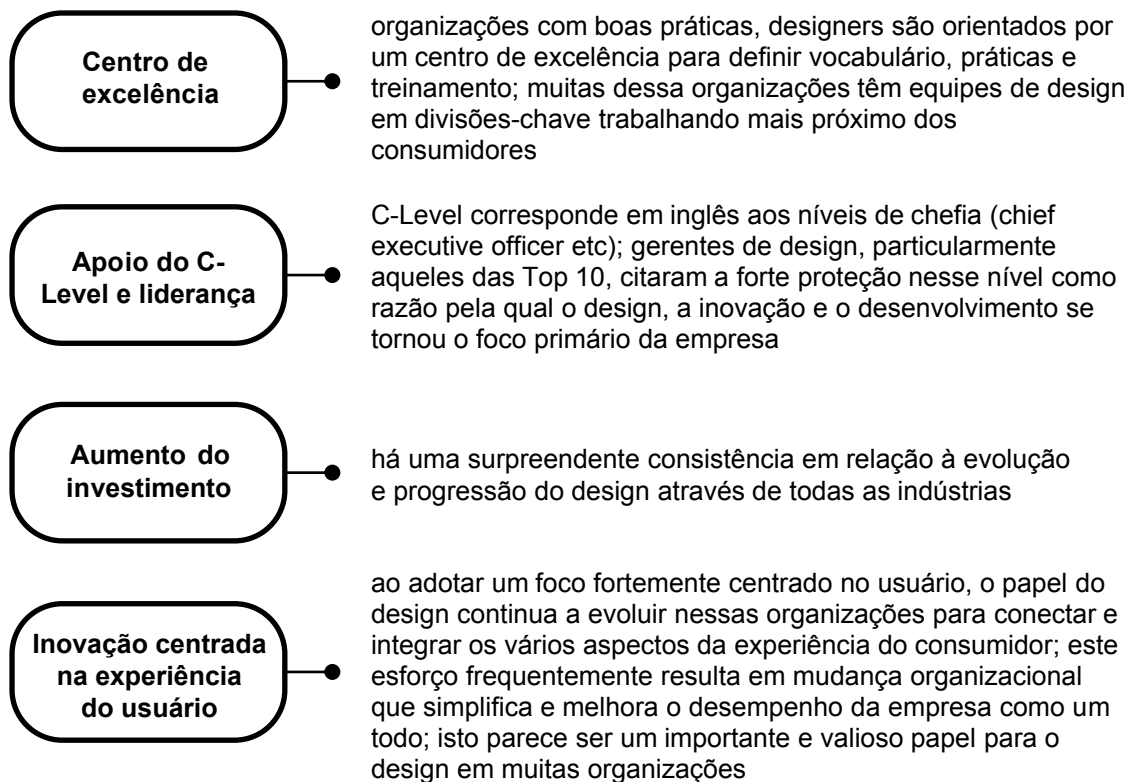 Centro de
excelência
organizações com boas práticas, designers são orientados por
um centro de excelência para definir vocabulário, práticas e
treinamento; muitas dessa organizações têm equipes de design
em divisões-chave trabalhando mais próximo dos
consumidores
Apoio do C-
Level e liderança
C-Level corresponde em inglês aos níveis de chefia (chief
executive officer etc); gerentes de design, particularmente
aqueles das Top 10, citaram a forte proteção nesse nível como
razão pela qual o design, a inovação e o desenvolvimento se
tornou o foco primário da empresa
Aumento do
investimento
há uma surpreendente consistência em relação à evolução
e progressão do design através de todas as indústrias
Inovação centrada
na experiência
do usuário
ao adotar um foco fortemente centrado no usuário, o papel do
design continua a evoluir nessas organizações para conectar e
integrar os vários aspectos da experiência do consumidor; este
esforço frequentemente resulta em mudança organizacional
que simplifica e melhora o desempenho da empresa como um
todo; isto parece ser um importante e valioso papel para o
design em muitas organizações